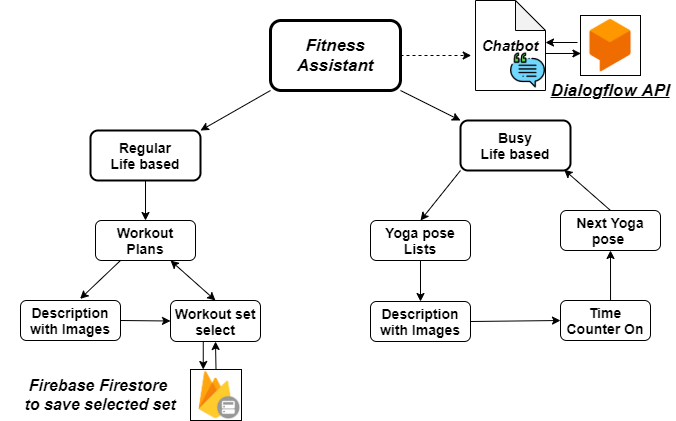 Fitness
Assistant
Chatbot
Dialogflow API
Regular
Life based
Busy
Life based
Workout
Plans
Yoga pose
Lists
Next Yoga
pose
Description
with Images
Workout set
select
Description
with Images
Time
Counter On
Firebase Firestore
to save selected set